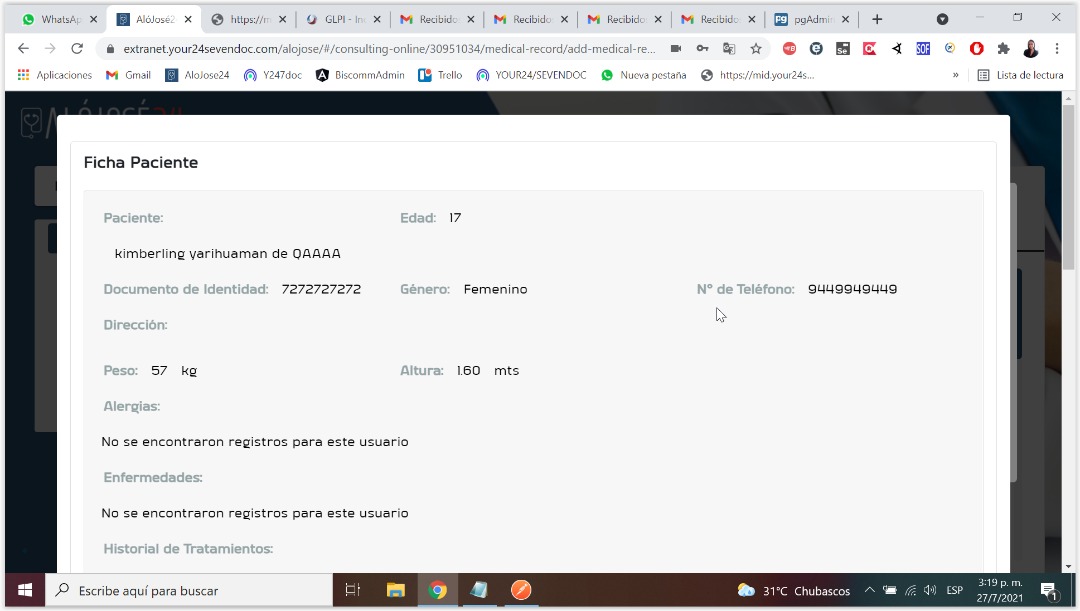 WhatsAp
AlóJosé2
https://m
GLPI - In
Recibido
Recibido
Recibido
Recibido
pgAdmin
extranet.your24sevendoc.com/alojose/#/consulting-online/30951034/medical-record/add-medical-re...
Aplicaciones
Gmail
AloJose24
Y247doc
BiscommAdmin
Trello
YOUR24/SEVENDOC
Nueva pestaña
https://mid.your24s...
»
Lista de lectura
ALÓJOSÉ24
Ficha Paciente
Paciente:
Edad: 17
kimberling yarihuaman de QAAAA
Documento de Identidad: 7272727272
Género: Femenino
N° de Teléfono: 9449949449
Dirección:
Peso: 57 kg
Altura: 1.60 mts
Alergias:
No se encontraron registros para este usuario
Enfermedades:
No se encontraron registros para este usuario
Historial de Tratamientos:
Escribe aquí para buscar
31°C Chubascos
ESP
3:19 p. m.
27/7/2021
1